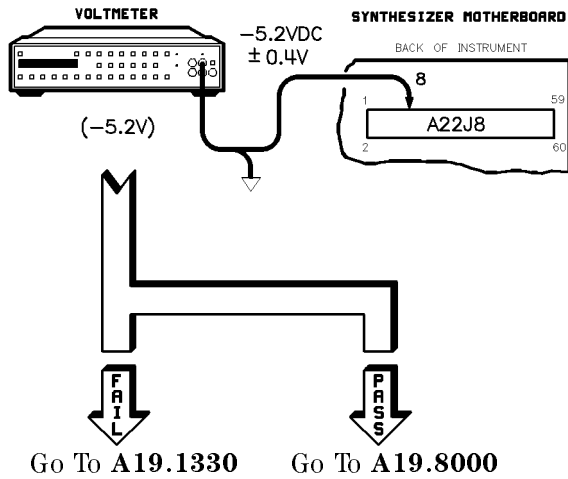 VOLTMETER
SYNTHESIZER MOTHERBOARD
−5.2VDC
± 0.4V
BACK OF INSTRUMENT
8
1
59
A22J8
2
60
(−5.2V)
FAIL
PASS
Go To A19.1330
Go To A19.8000